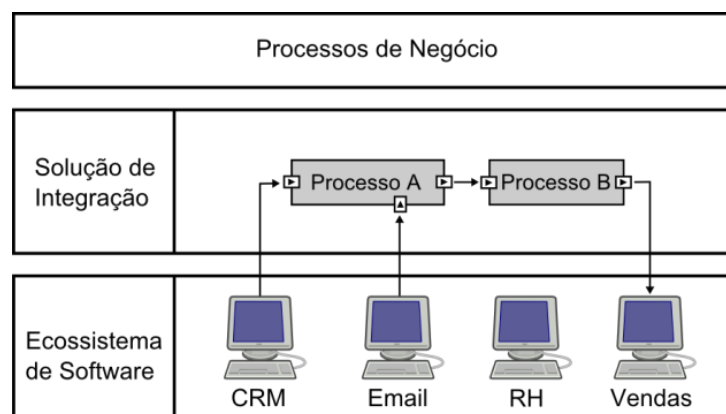 Processos de Negócio
Solução de
Integração
Processo A
Processo B
Ecossistema
de Software
CRM
Email
RH
Vendas